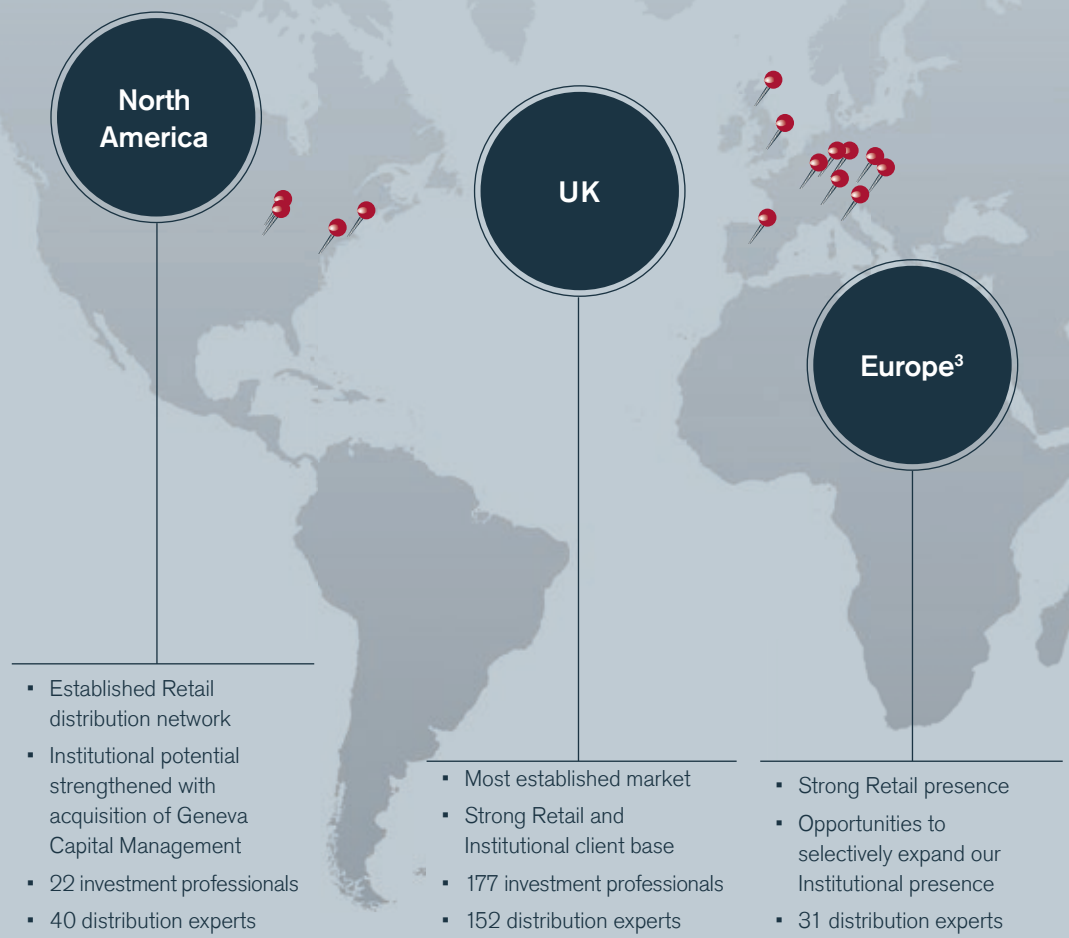 North
America
UK
Europe³
▪ Established Retail
distribution network
▪ Institutional potential
strengthened with
acquisition of Geneva
Capital Management
▪ 22 investment professionals
▪ 40 distribution experts
▪ Most established market
▪ Strong Retail and
Institutional client base
▪ 177 investment professionals
▪ 152 distribution experts
▪ Strong Retail presence
▪ Opportunities to
selectively expand our
Institutional presence
▪ 31 distribution experts